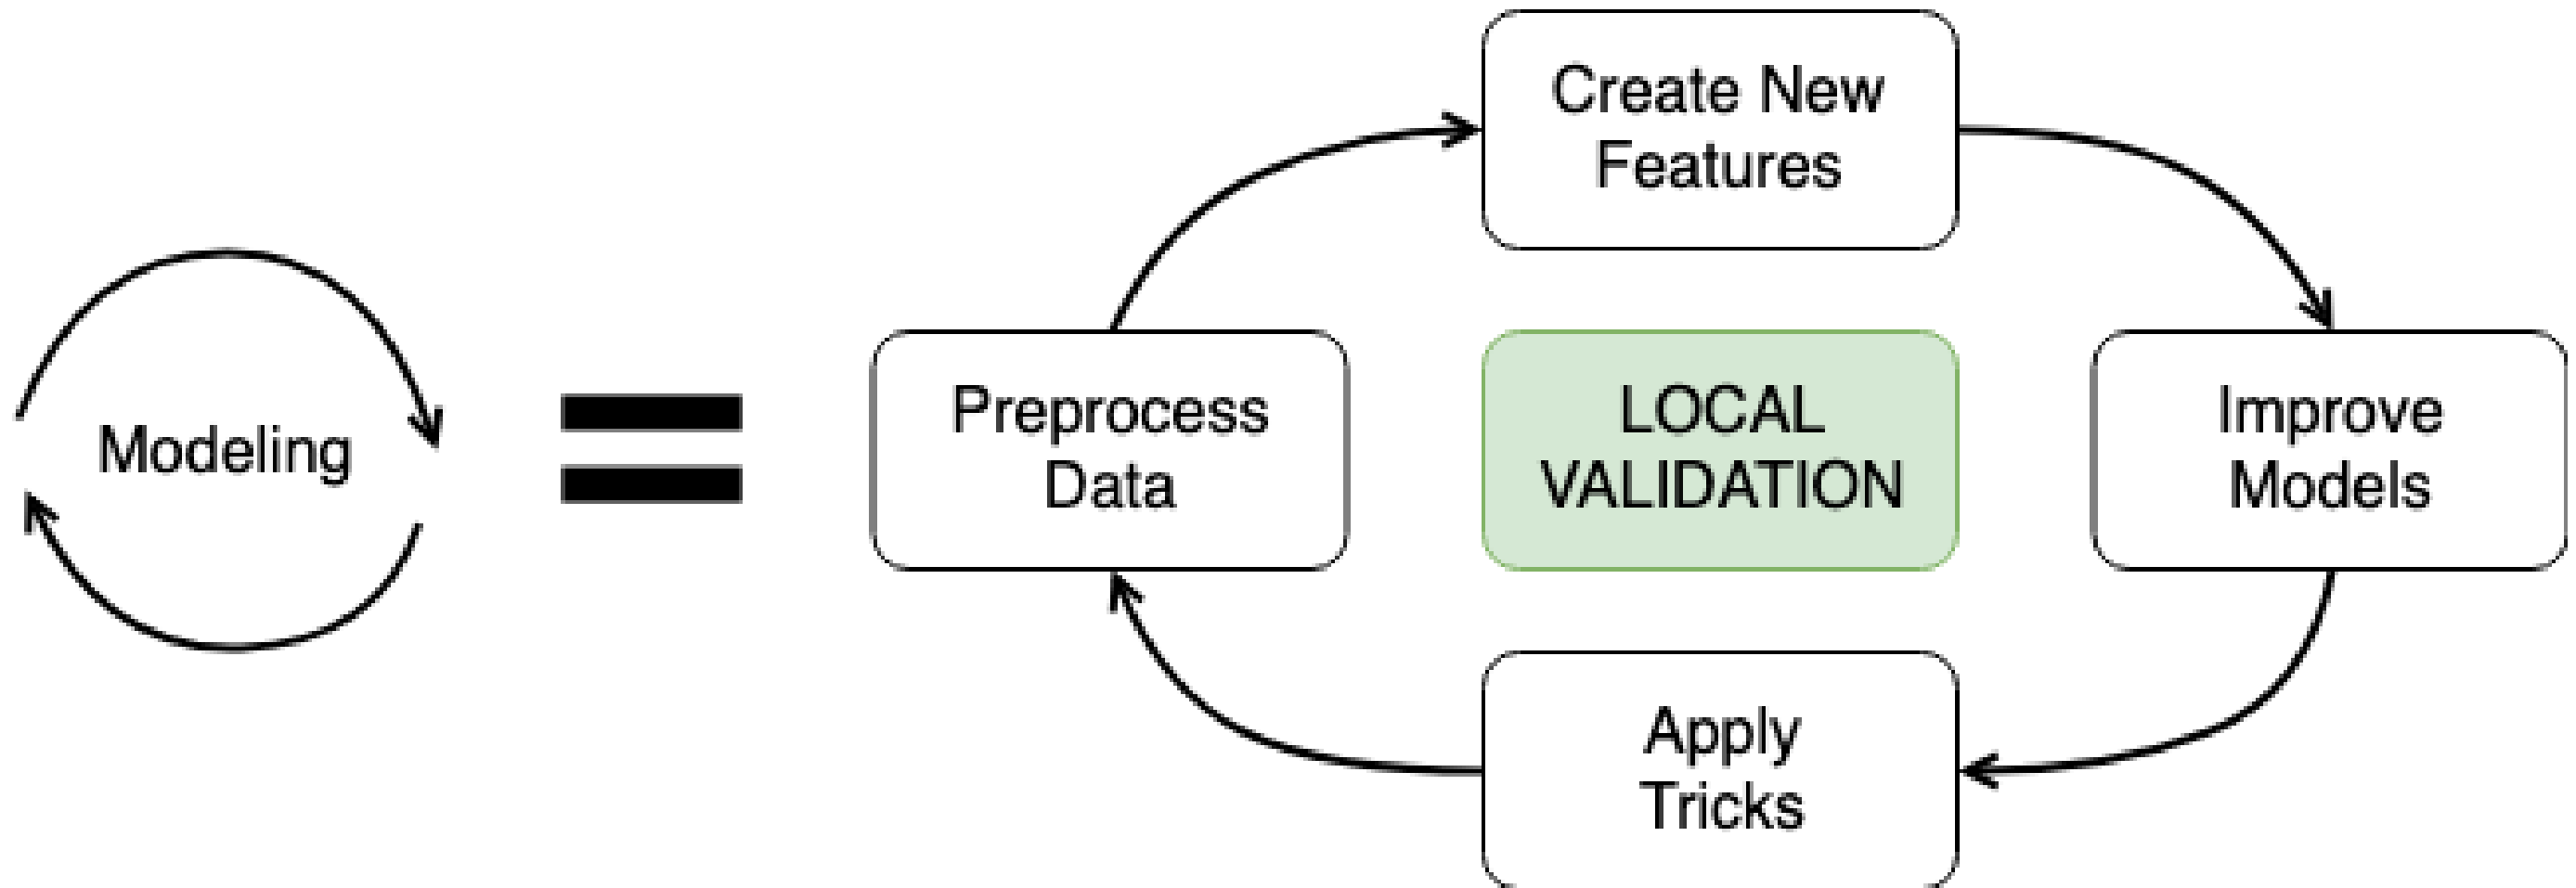 Modeling
Create New
Features
Preprocess
Data
LOCAL
VALIDATION
Improve
Models
Apply
Tricks